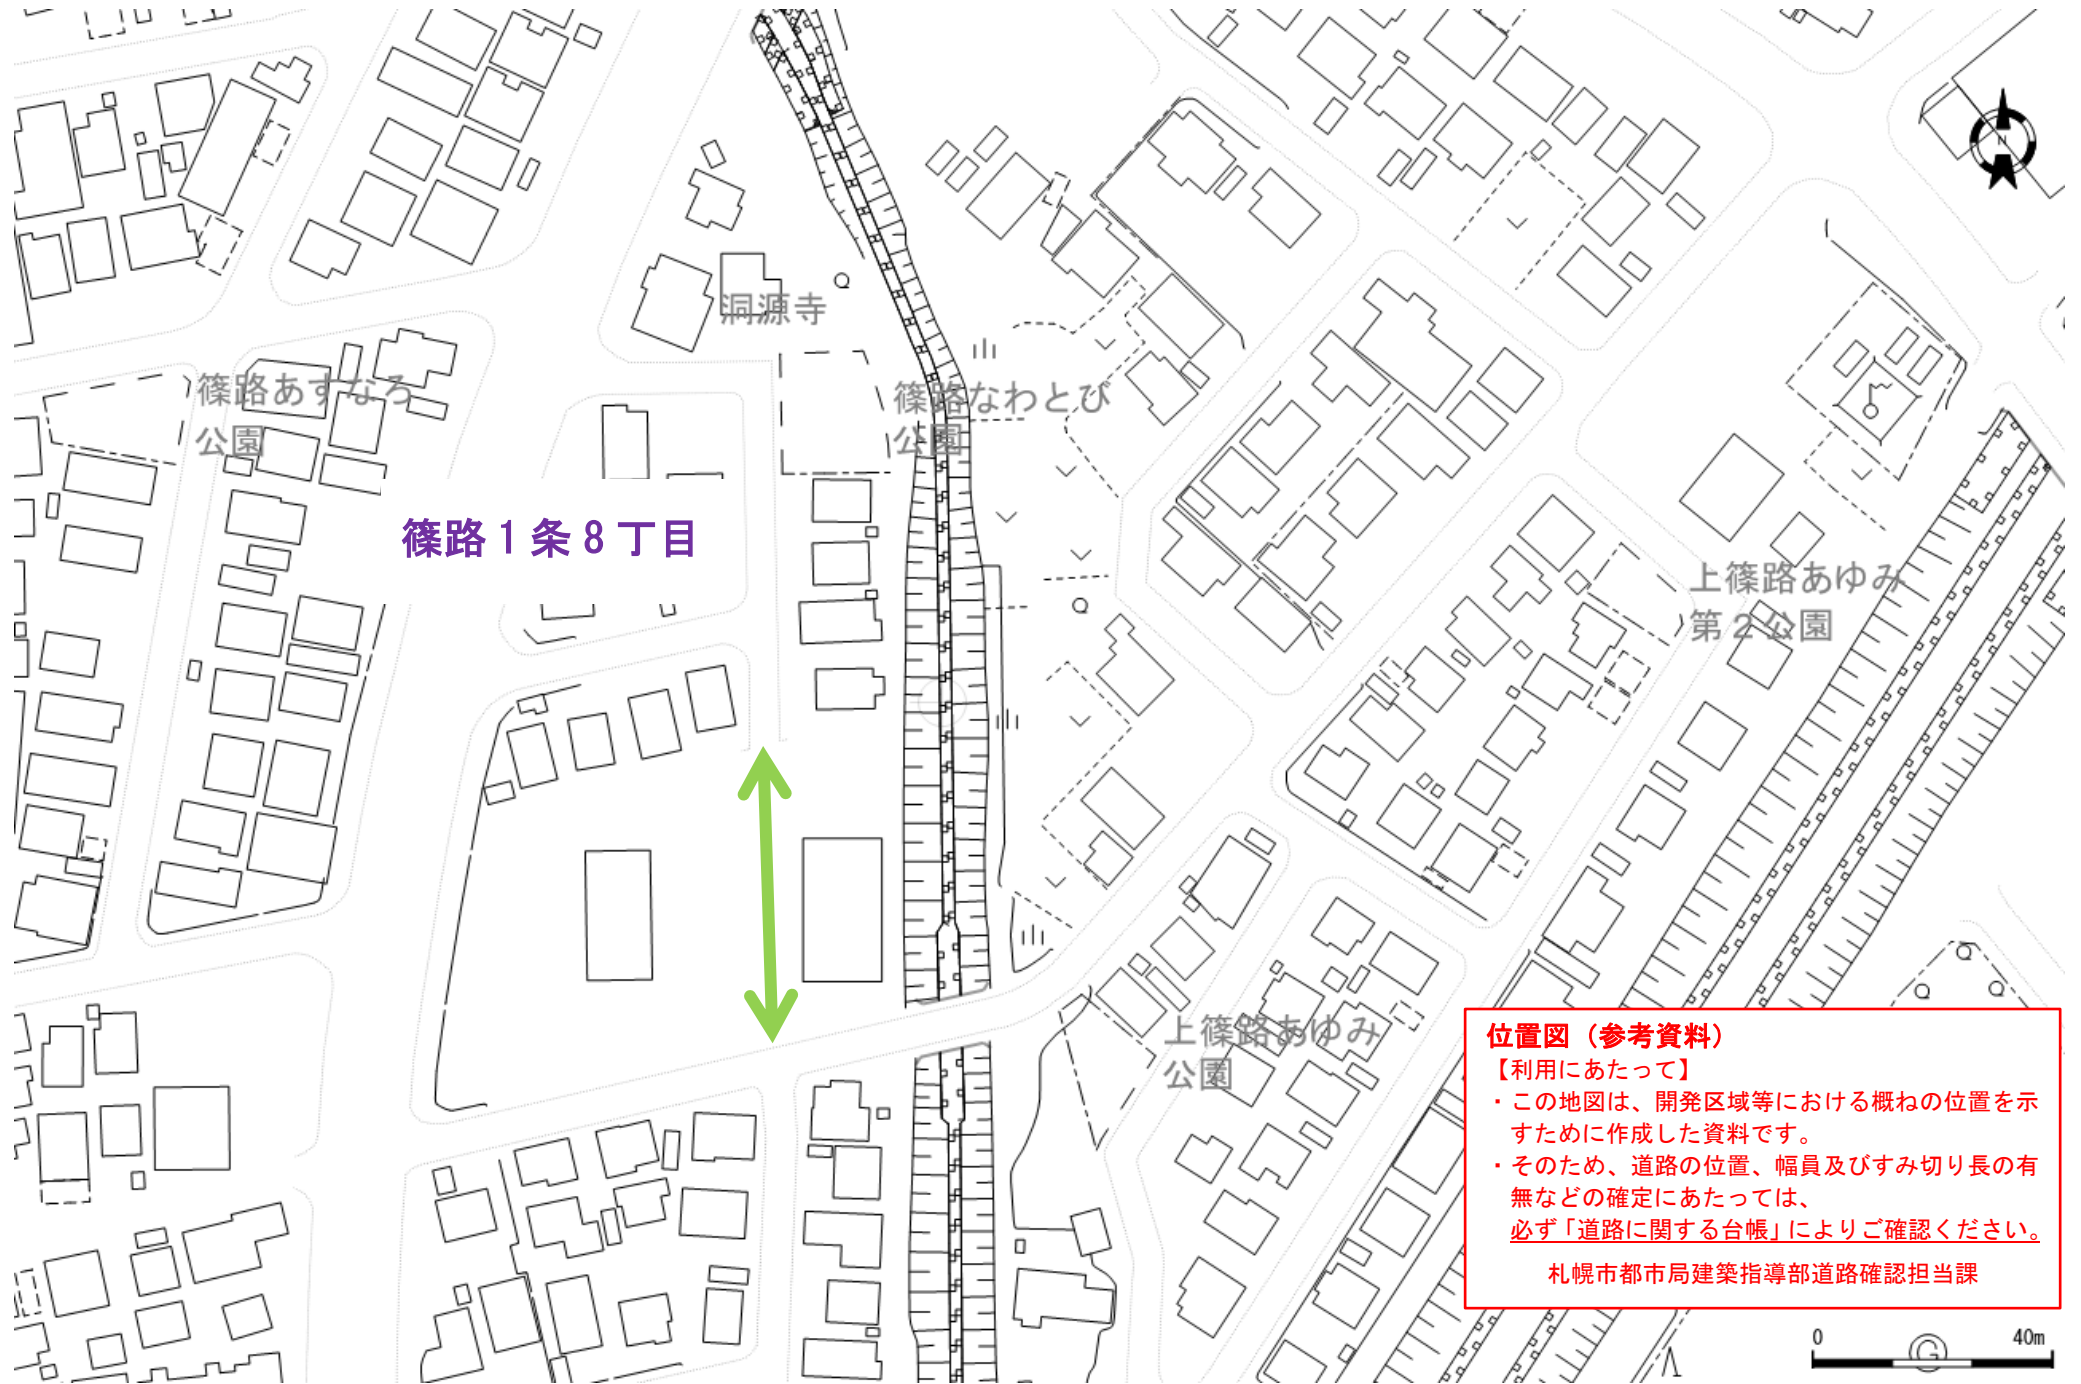 N
洞源寺
篠路あすなろ
公園
篠路なわとび
公園
篠路１条８丁目
上篠路あゆみ
第２公園
上篠路あゆみ
公園
位置図（参考資料）
【利用にあたって】
・この地図は、開発区域等における概ねの位置を示
すために作成した資料です。
・そのため、道路の位置、幅員及びすみ切り長の有
無などの確定にあたっては、
必ず「道路に関する台帳」によりご確認ください。
札幌市都市局建築指導部道路確認担当課
0
40m
G